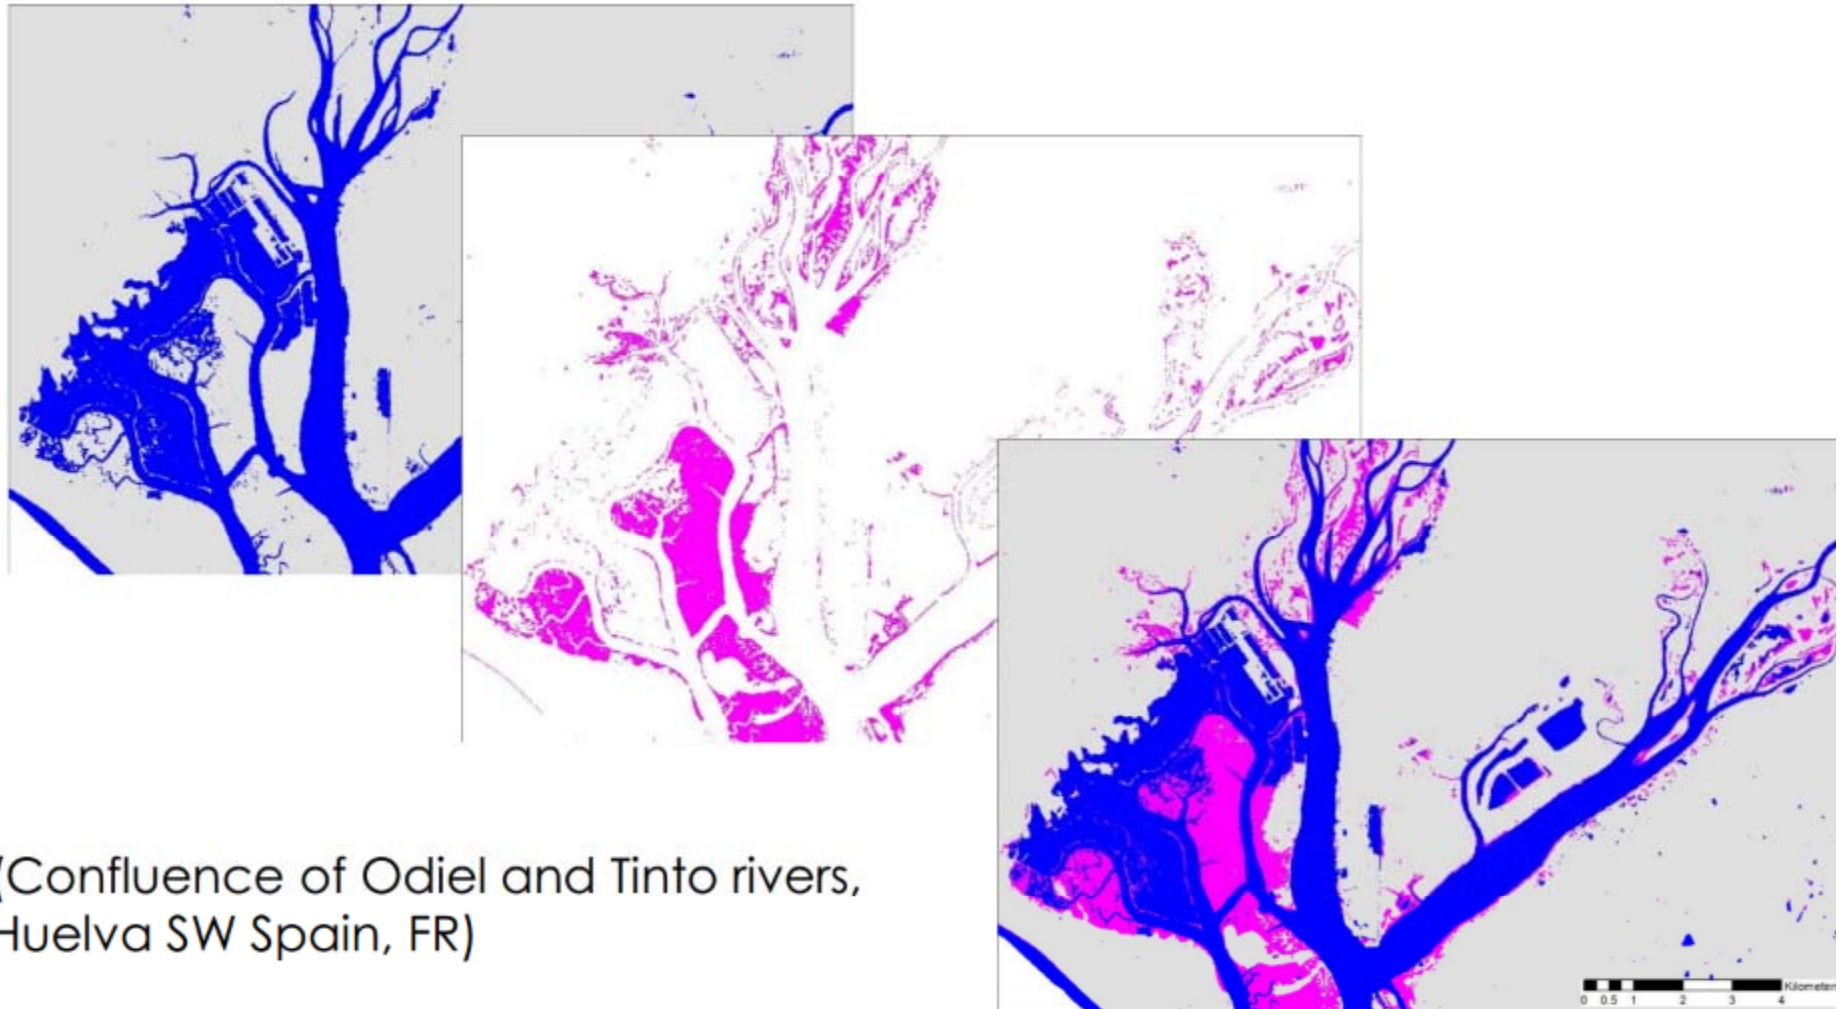 (Confluence of Odiel and Tinto rivers,
Huelva SW Spain, FR)
Kilometers
0 0.5 1 2 3 4